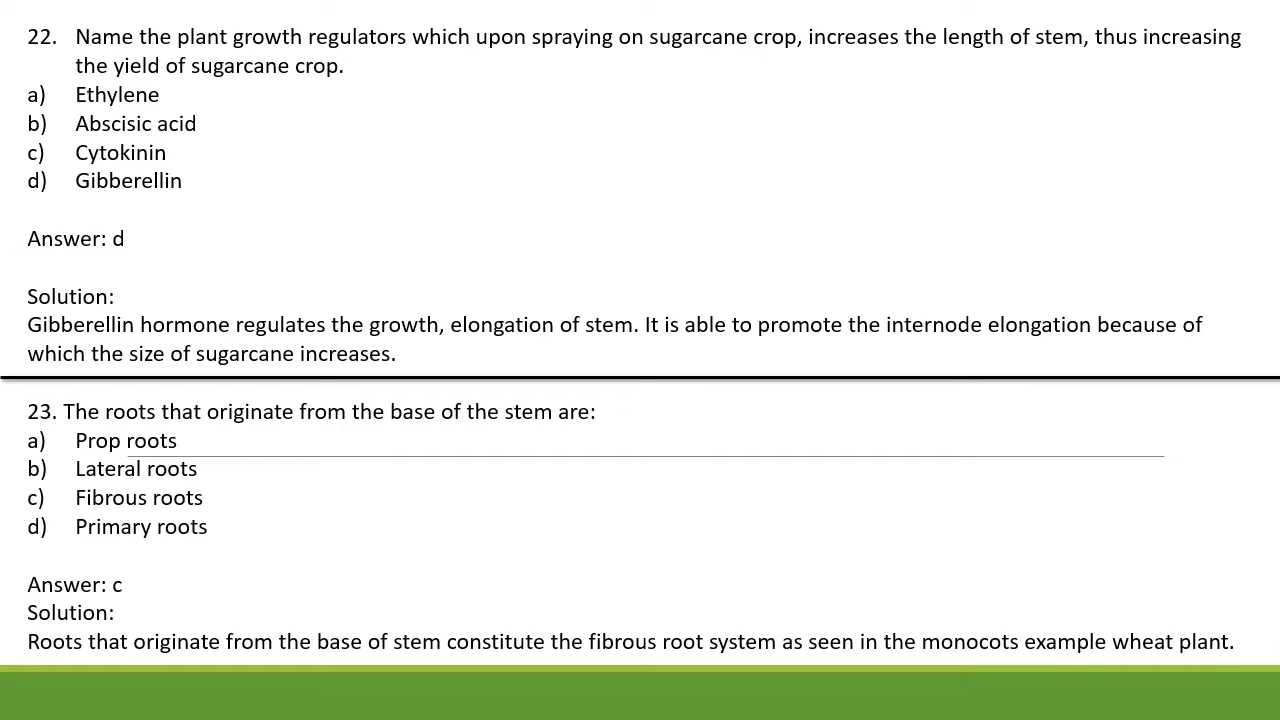 22. Name the plant growth regulators which upon spraying on sugarcane crop, increases the length of stem, thus increasing
the yield of sugarcane crop.
a) Ethylene
b) Abscisic acid
c) Cytokinin
d) Gibberellin
Answer: d
Solution:
Gibberellin hormone regulates the growth, elongation of stem. It is able to promote the internode elongation because of
which the size of sugarcane increases.
23. The roots that originate from the base of the stem are:
a) Prop roots
b) Lateral roots
c) Fibrous roots
d) Primary roots
Answer: c
Solution:
Roots that originate from the base of stem constitute the fibrous root system as seen in the monocots example wheat plant.